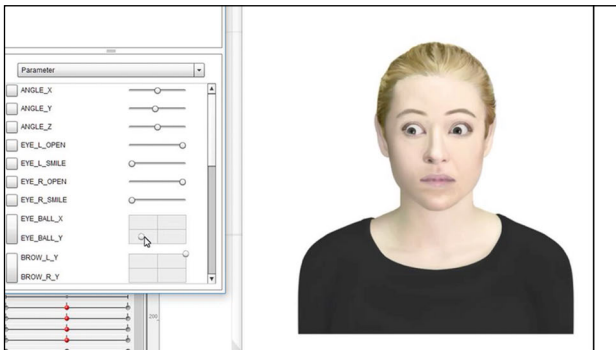 Parameter
ANGLE_X
ANGLE_Y
ANGLE_Z
EYE_L_OPEN
EYE_L_SMILE
EYE_R_OPEN
EYE_R_SMILE
EYE_BALL_X
EYE_BALL_Y
BROW_L_Y
BROW_R_Y
200